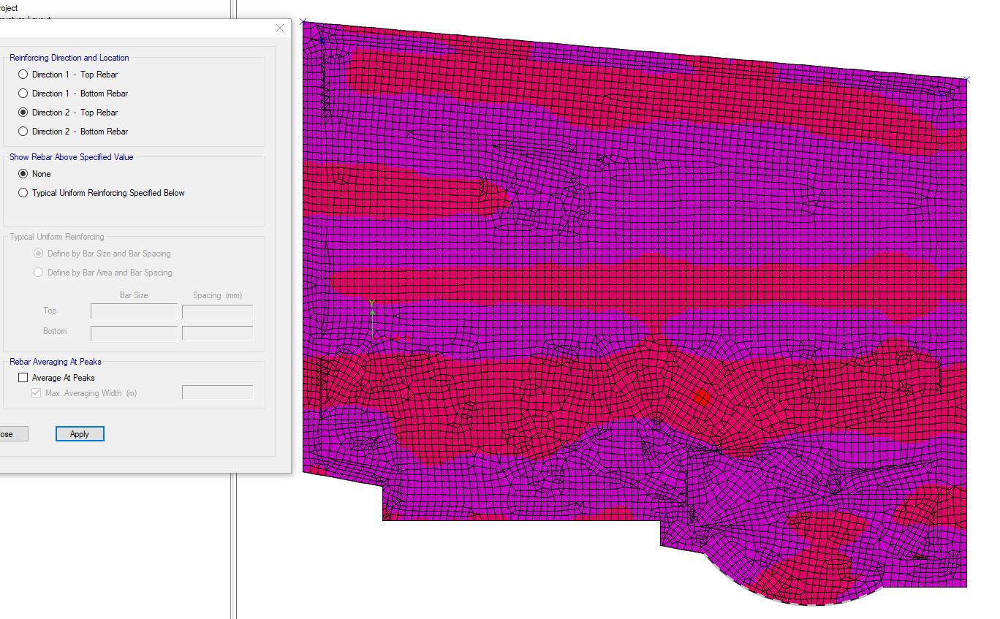 roject
Reinforcing Direction and Location
Direction 1 - Top Rebar
Direction 1 - Bottom Rebar
Direction 2 - Top Rebar
Direction 2 - Bottom Rebar
Show Rebar Above Specified Value
None
Typical Uniform Reinforcing Specified Below
Typical Uniform Reinforcing
Define by Bar Size and Bar Spacing
Define by Bar Area and Bar Spacing
Bar Size Spacing (mm)
Top
Bottom
Rebar Averaging At Peaks
Average At Peaks
Max. Averaging Width (m)
ose Apply
Y